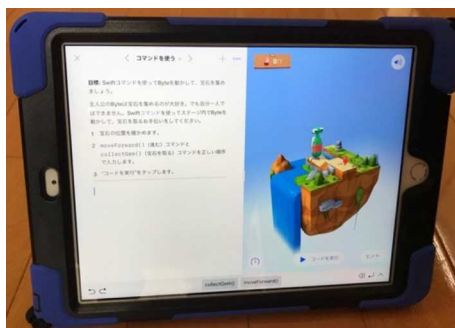 コマンドを使う
目標: Swiftコマンドを使ってByteを動かして、宝石を集め
ましょう。
主人公のByteは宝石を集めるのが大好き。でも自分一人で
はできません。Swiftコマンドを使ってステージ内でByteを
動かして、宝石を取るお手伝いをしてください。
1 宝石の位置を確かめます。
2 moveForward()（進む）コマンドと
collectGem()（宝石を取る）コマンドを正しい順序
で入力します。
3 "コードを実行"をタップします。
コードを実行
ヒント
collectGem()
moveForward()